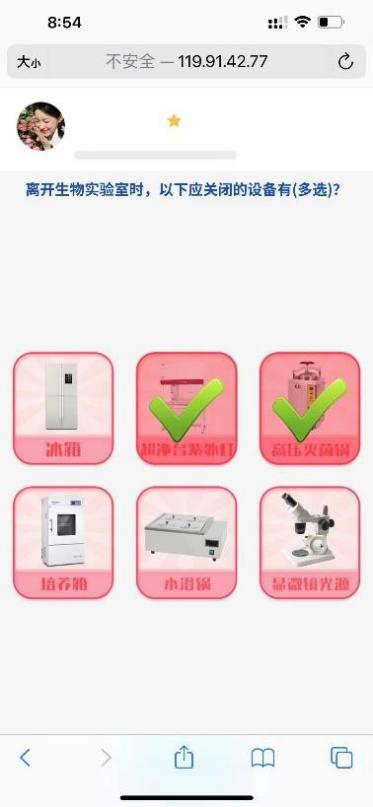 8:54
大小 不安全 — 119.91.42.77
离开生物实验室时，以下应关闭的设备有(多选)？
冰箱 超净台紫外灯 高压灭菌锅
培养箱 水浴锅 显微镜光源